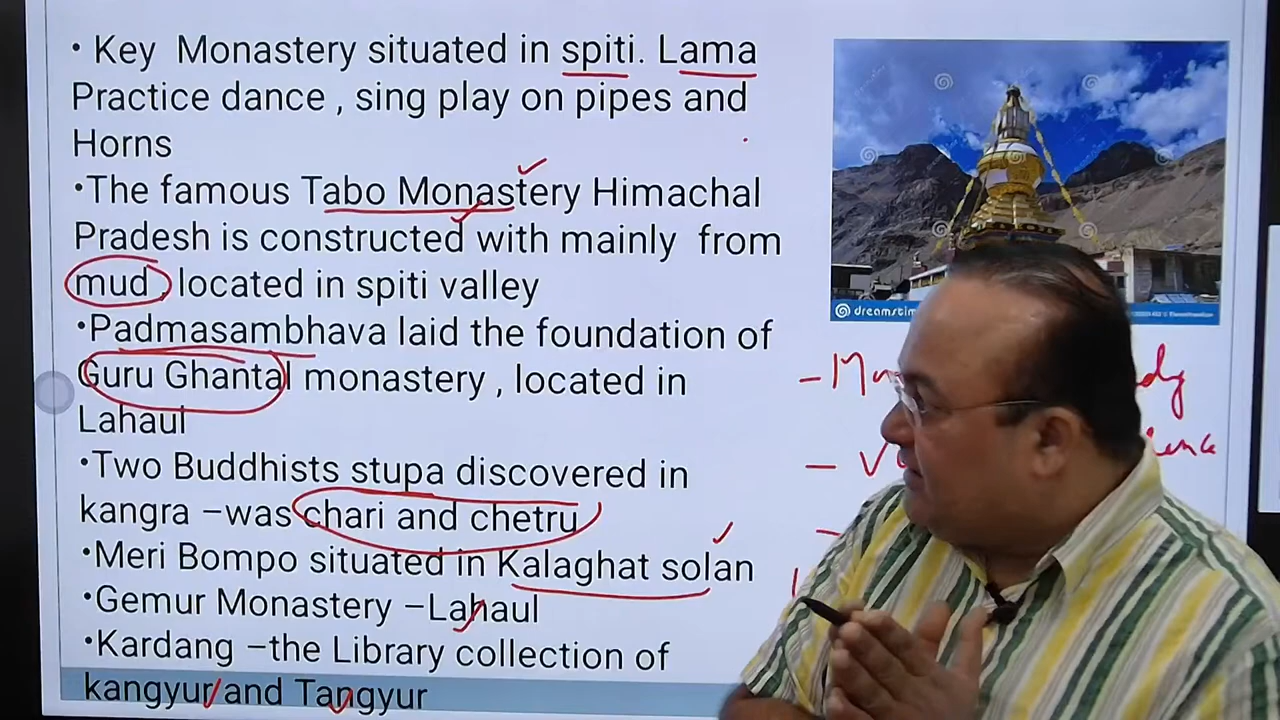 • Key Monastery situated in spiti. Lama
Practice dance , sing play on pipes and
Horns
•The famous Tabo Monastery Himachal
Pradesh is constructed with mainly from
mud , located in spiti valley
•Padmasambhava laid the foundation of
Guru Ghantal monastery , located in
Lahaul
•Two Buddhists stupa discovered in
kangra –was chari and chetru
•Meri Bompo situated in Kalaghat solan
•Gemur Monastery –Lahaul
•Kardang –the Library collection of
kangyur and Tangyur
dreamstim